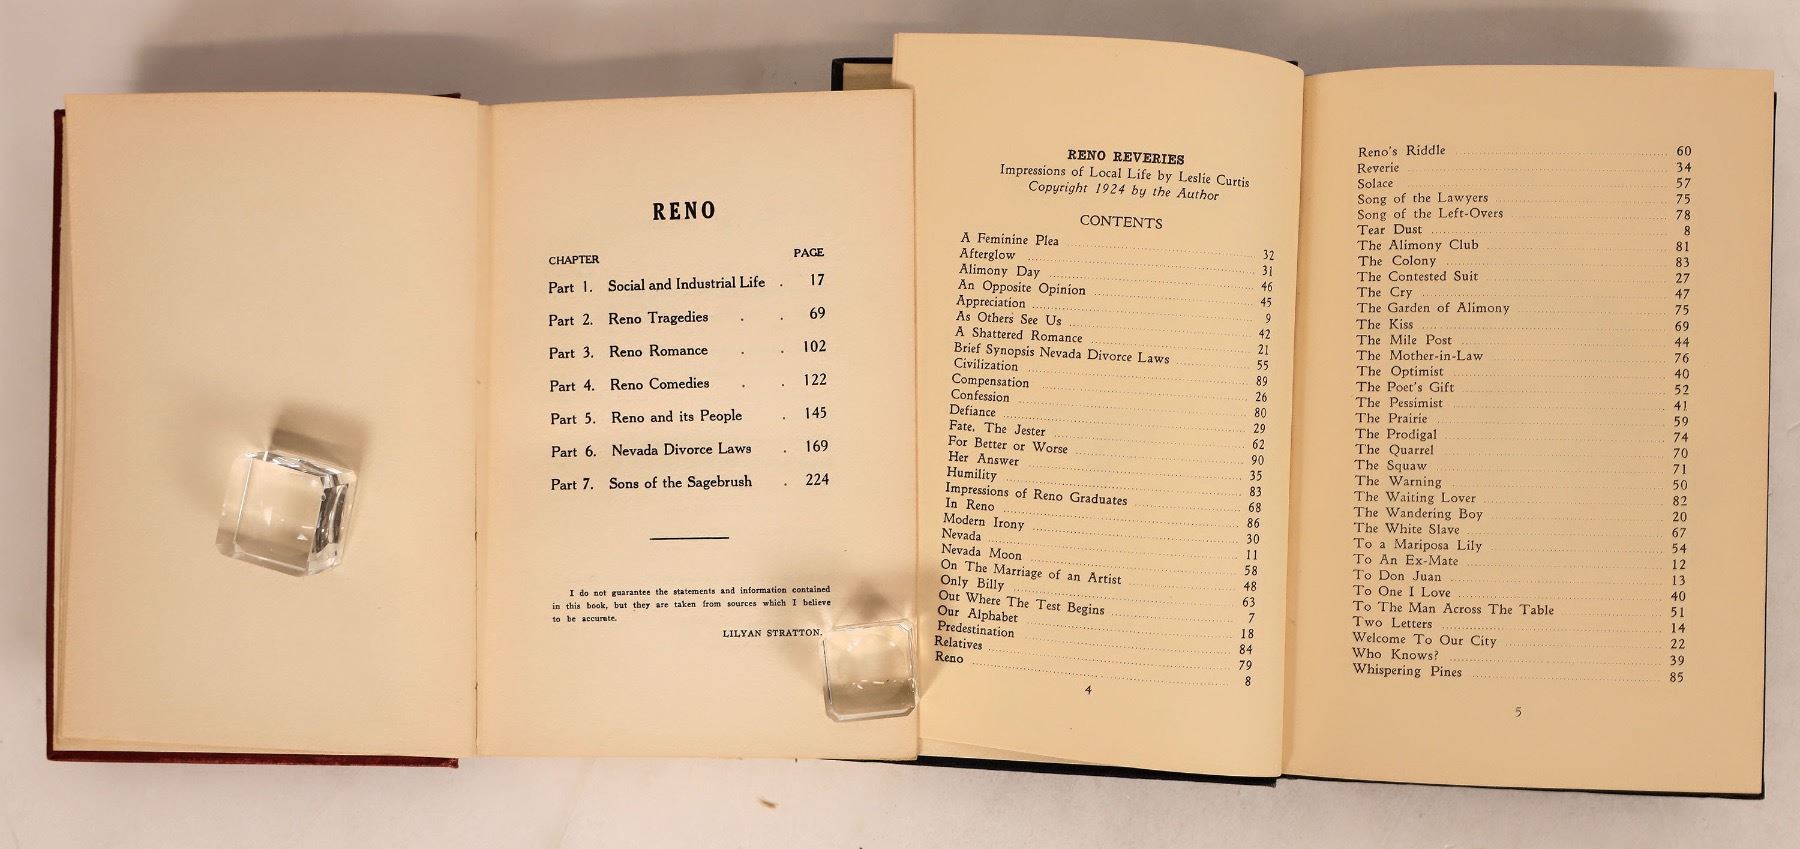 RENO
CHAPTER PAGE
Part 1. Social and Industrial Life . 17
Part 2. Reno Tragedies . . 69
Part 3. Reno Romance . . 102
Part 4. Reno Comedies . . 122
Part 5. Reno and its People . 145
Part 6. Nevada Divorce Laws . 169
Part 7. Sons of the Sagebrush . 224
I do not guarantee the statements and information contained
in this book, but they are taken from sources which I believe
to be accurate.
LILYAN STRATTON.
RENO REVERIES
Impressions of Local Life by Leslie Curtis
Copyright 1924 by the Author
CONTENTS
A Feminine Plea 32
Afterglow 31
Alimony Day 46
An Opposite Opinion 45
Appreciation 9
As Others See Us 42
A Shattered Romance 21
Brief Synopsis Nevada Divorce Laws 55
Civilization 89
Compensation 26
Confession 80
Defiance 29
Fate, The Jester 62
For Better or Worse 90
Her Answer 35
Humility 83
Impressions of Reno Graduates 68
In Reno 86
Modern Irony 30
Nevada 11
Nevada Moon 58
On The Marriage of an Artist 48
Only Billy 63
Out Where The Test Begins 7
Our Alphabet 18
Predestination 84
Relatives 79
Reno 8
4
Reno's Riddle 60
Reverie 34
Solace 57
Song of the Lawyers 75
Song of the Left-Overs 78
Tear Dust 8
The Alimony Club 81
The Colony 83
The Contested Suit 27
The Cry 47
The Garden of Alimony 75
The Kiss 69
The Mile Post 44
The Mother-in-Law 76
The Optimist 40
The Poet's Gift 52
The Pessimist 41
The Prairie 59
The Prodigal 74
The Quarrel 70
The Squaw 71
The Warning 50
The Waiting Lover 82
The Wandering Boy 20
The White Slave 67
To a Mariposa Lily 54
To An Ex-Mate 12
To Don Juan 13
To One I Love 40
To The Man Across The Table 51
Two Letters 14
Welcome To Our City 22
Who Knows? 39
Whispering Pines 85
5